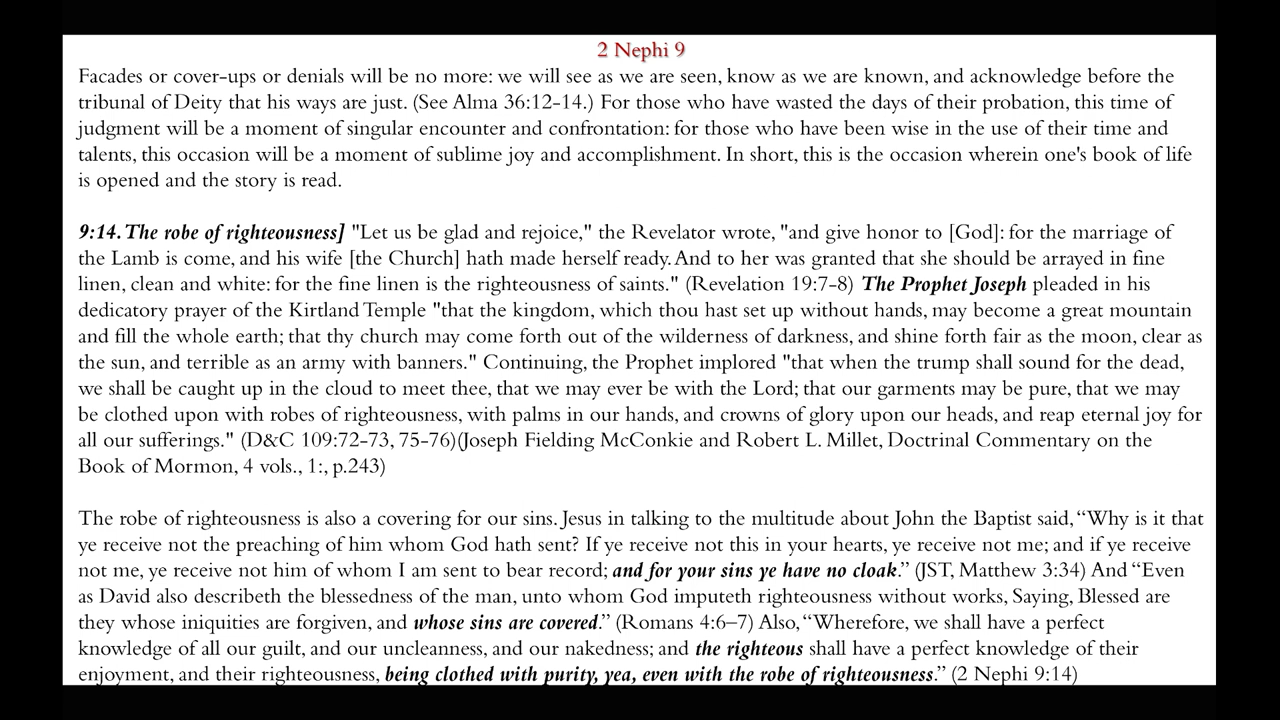 2 Nephi 9
Facades or cover-ups or denials will be no more: we will see as we are seen, know as we are known, and acknowledge before the
tribunal of Deity that his ways are just. (See Alma 36:12-14.) For those who have wasted the days of their probation, this time of
judgment will be a moment of singular encounter and confrontation: for those who have been wise in the use of their time and
talents, this occasion will be a moment of sublime joy and accomplishment. In short, this is the occasion wherein one's book of life
is opened and the story is read.
9:14. The robe of righteousness] "Let us be glad and rejoice," the Revelator wrote, "and give honor to [God]: for the marriage of
the Lamb is come, and his wife [the Church] hath made herself ready. And to her was granted that she should be arrayed in fine
linen, clean and white: for the fine linen is the righteousness of saints." (Revelation 19:7-8) The Prophet Joseph pleaded in his
dedicatory prayer of the Kirtland Temple "that the kingdom, which thou hast set up without hands, may become a great mountain
and fill the whole earth; that thy church may come forth out of the wilderness of darkness, and shine forth fair as the moon, clear as
the sun, and terrible as an army with banners." Continuing, the Prophet implored "that when the trump shall sound for the dead,
we shall be caught up in the cloud to meet thee, that we may ever be with the Lord; that our garments may be pure, that we may
be clothed upon with robes of righteousness, with palms in our hands, and crowns of glory upon our heads, and reap eternal joy for
all our sufferings." (D&C 109:72-73, 75-76)(Joseph Fielding McConkie and Robert L. Millet, Doctrinal Commentary on the
Book of Mormon, 4 vols., 1:, p.243)
The robe of righteousness is also a covering for our sins. Jesus in talking to the multitude about John the Baptist said, “Why is it that
ye receive not the preaching of him whom God hath sent? If ye receive not this in your hearts, ye receive not me; and if ye receive
not me, ye receive not him of whom I am sent to bear record; and for your sins ye have no cloak.” (JST, Matthew 3:34) And “Even
as David also describeth the blessedness of the man, unto whom God imputeth righteousness without works, Saying, Blessed are
they whose iniquities are forgiven, and whose sins are covered.” (Romans 4:6–7) Also, “Wherefore, we shall have a perfect
knowledge of all our guilt, and our uncleanness, and our nakedness; and the righteous shall have a perfect knowledge of their
enjoyment, and their righteousness, being clothed with purity, yea, even with the robe of righteousness.” (2 Nephi 9:14)